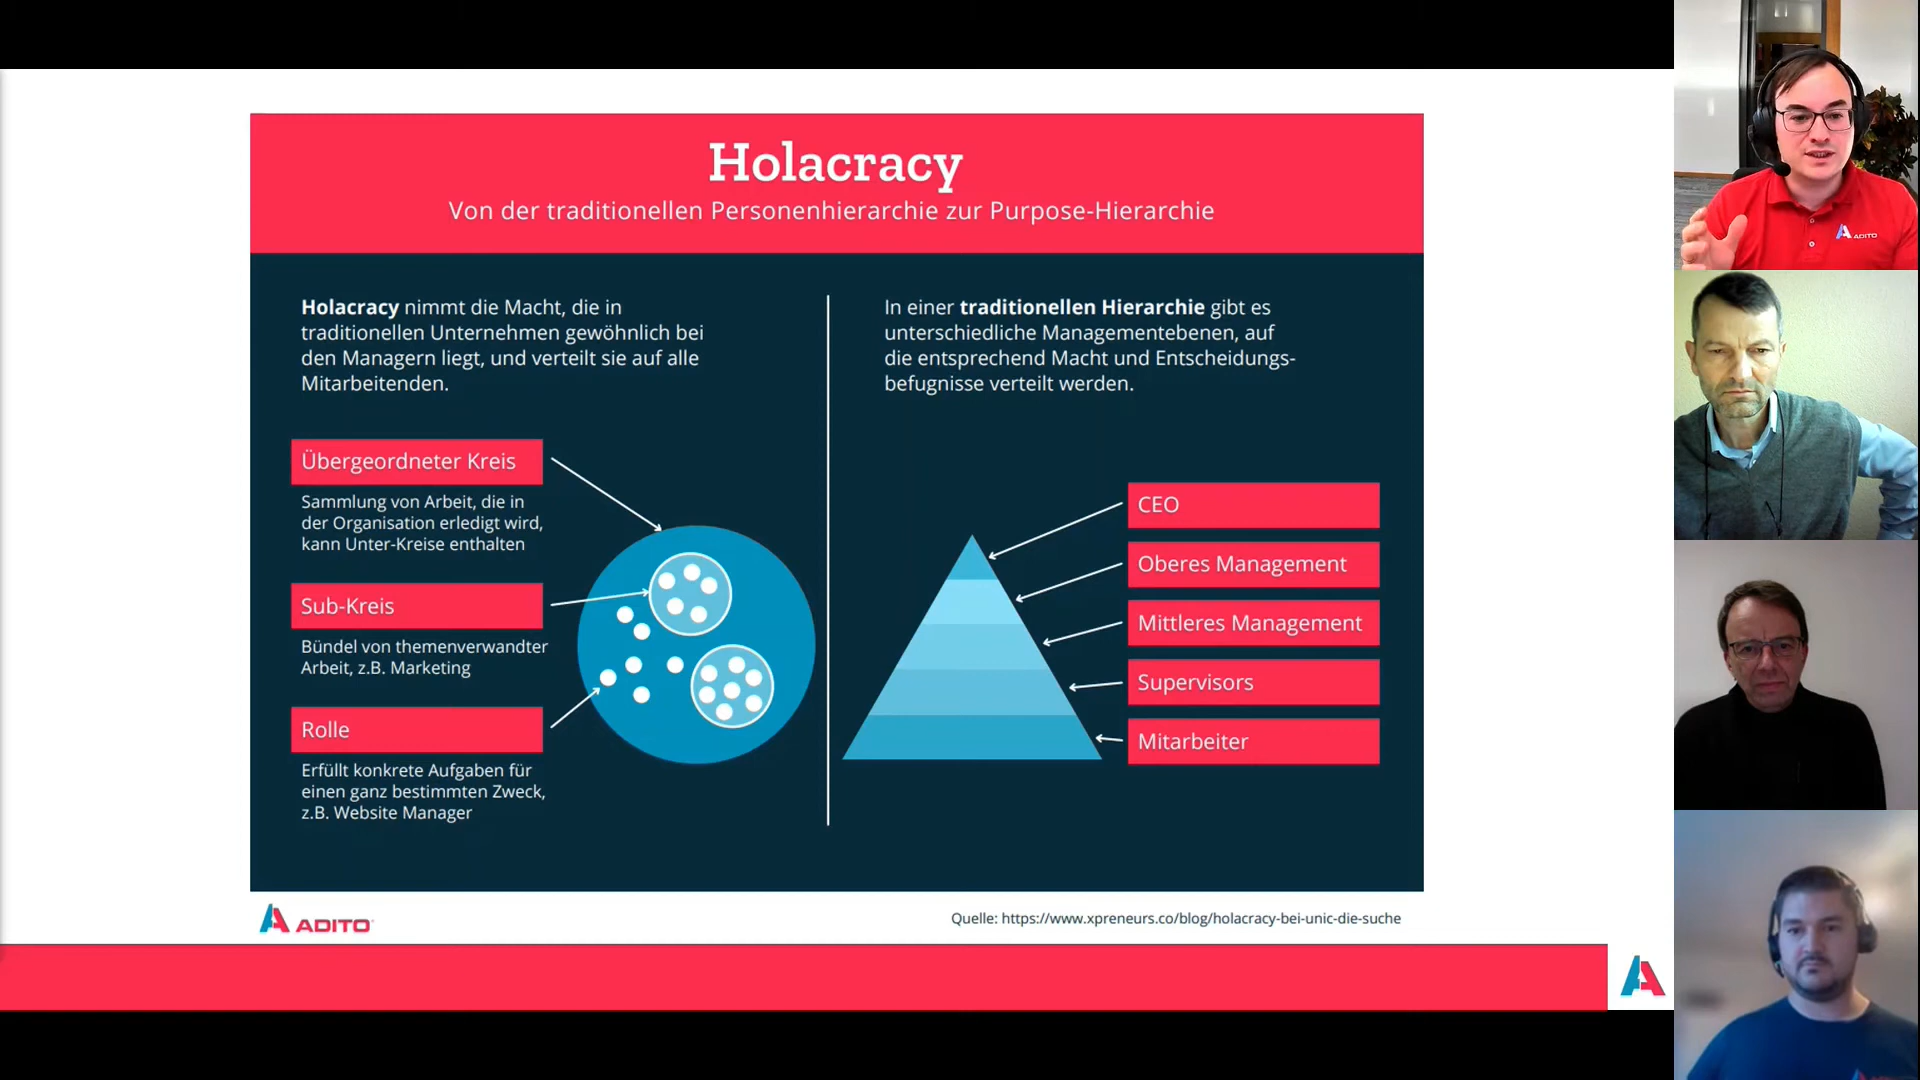 Holacracy
Von der traditionellen Personenhierarchie zur Purpose-Hierarchie
Holacracy nimmt die Macht, die in
traditionellen Unternehmen gewöhnlich bei
den Managern liegt, und verteilt sie auf alle
Mitarbeitenden.
Übergeordneter Kreis
Sammlung von Arbeit, die in
der Organisation erledigt wird,
kann Unter-Kreise enthalten
Sub-Kreis
Bündel von themenverwandter
Arbeit, z.B. Marketing
Rolle
Erfüllt konkrete Aufgaben für
einen ganz bestimmten Zweck,
z.B. Website Manager
In einer traditionellen Hierarchie gibt es
unterschiedliche Managementebenen, auf
die entsprechend Macht und Entscheidungs-
befugnisse verteilt werden.
CEO
Oberes Management
Mittleres Management
Supervisors
Mitarbeiter
ADITO
Quelle: https://www.xpreneurs.co/blog/holacracy-bei-unic-die-suche
ADITO